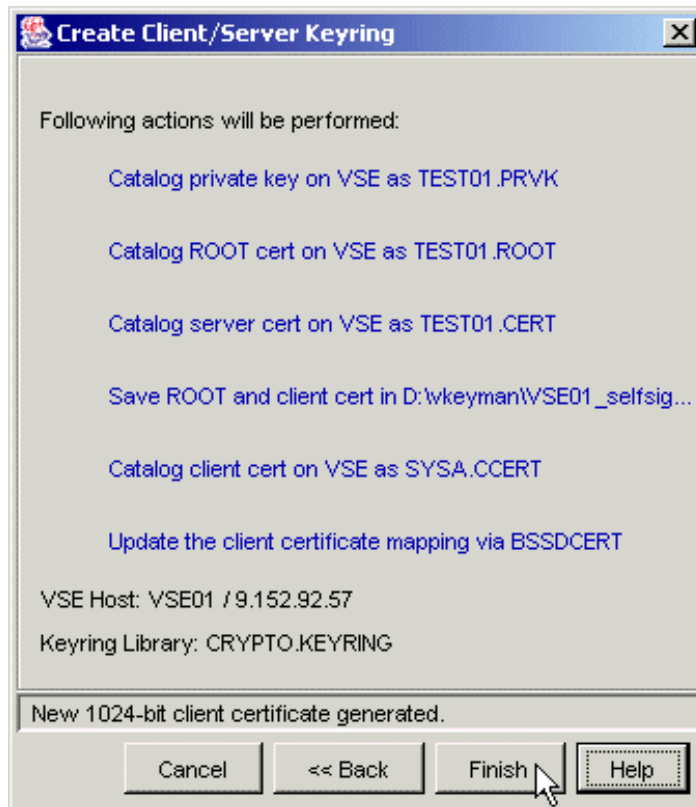 Create Client/Server Keyring
Following actions will be performed:
Catalog private key on VSE as TEST01.PRVK
Catalog ROOT cert on VSE as TEST01.ROOT
Catalog server cert on VSE as TEST01.CERT
Save ROOT and client cert in D:\vkeyman\VSE01_selfsig...
Catalog client cert on VSE as SYSA.CCERT
Update the client certificate mapping via BSSDCERT
VSE Host: VSE01 / 9.152.92.57
Keyring Library: CRYPTO.KEYRING
New 1024-bit client certificate generated.
Cancel << Back Finish Help